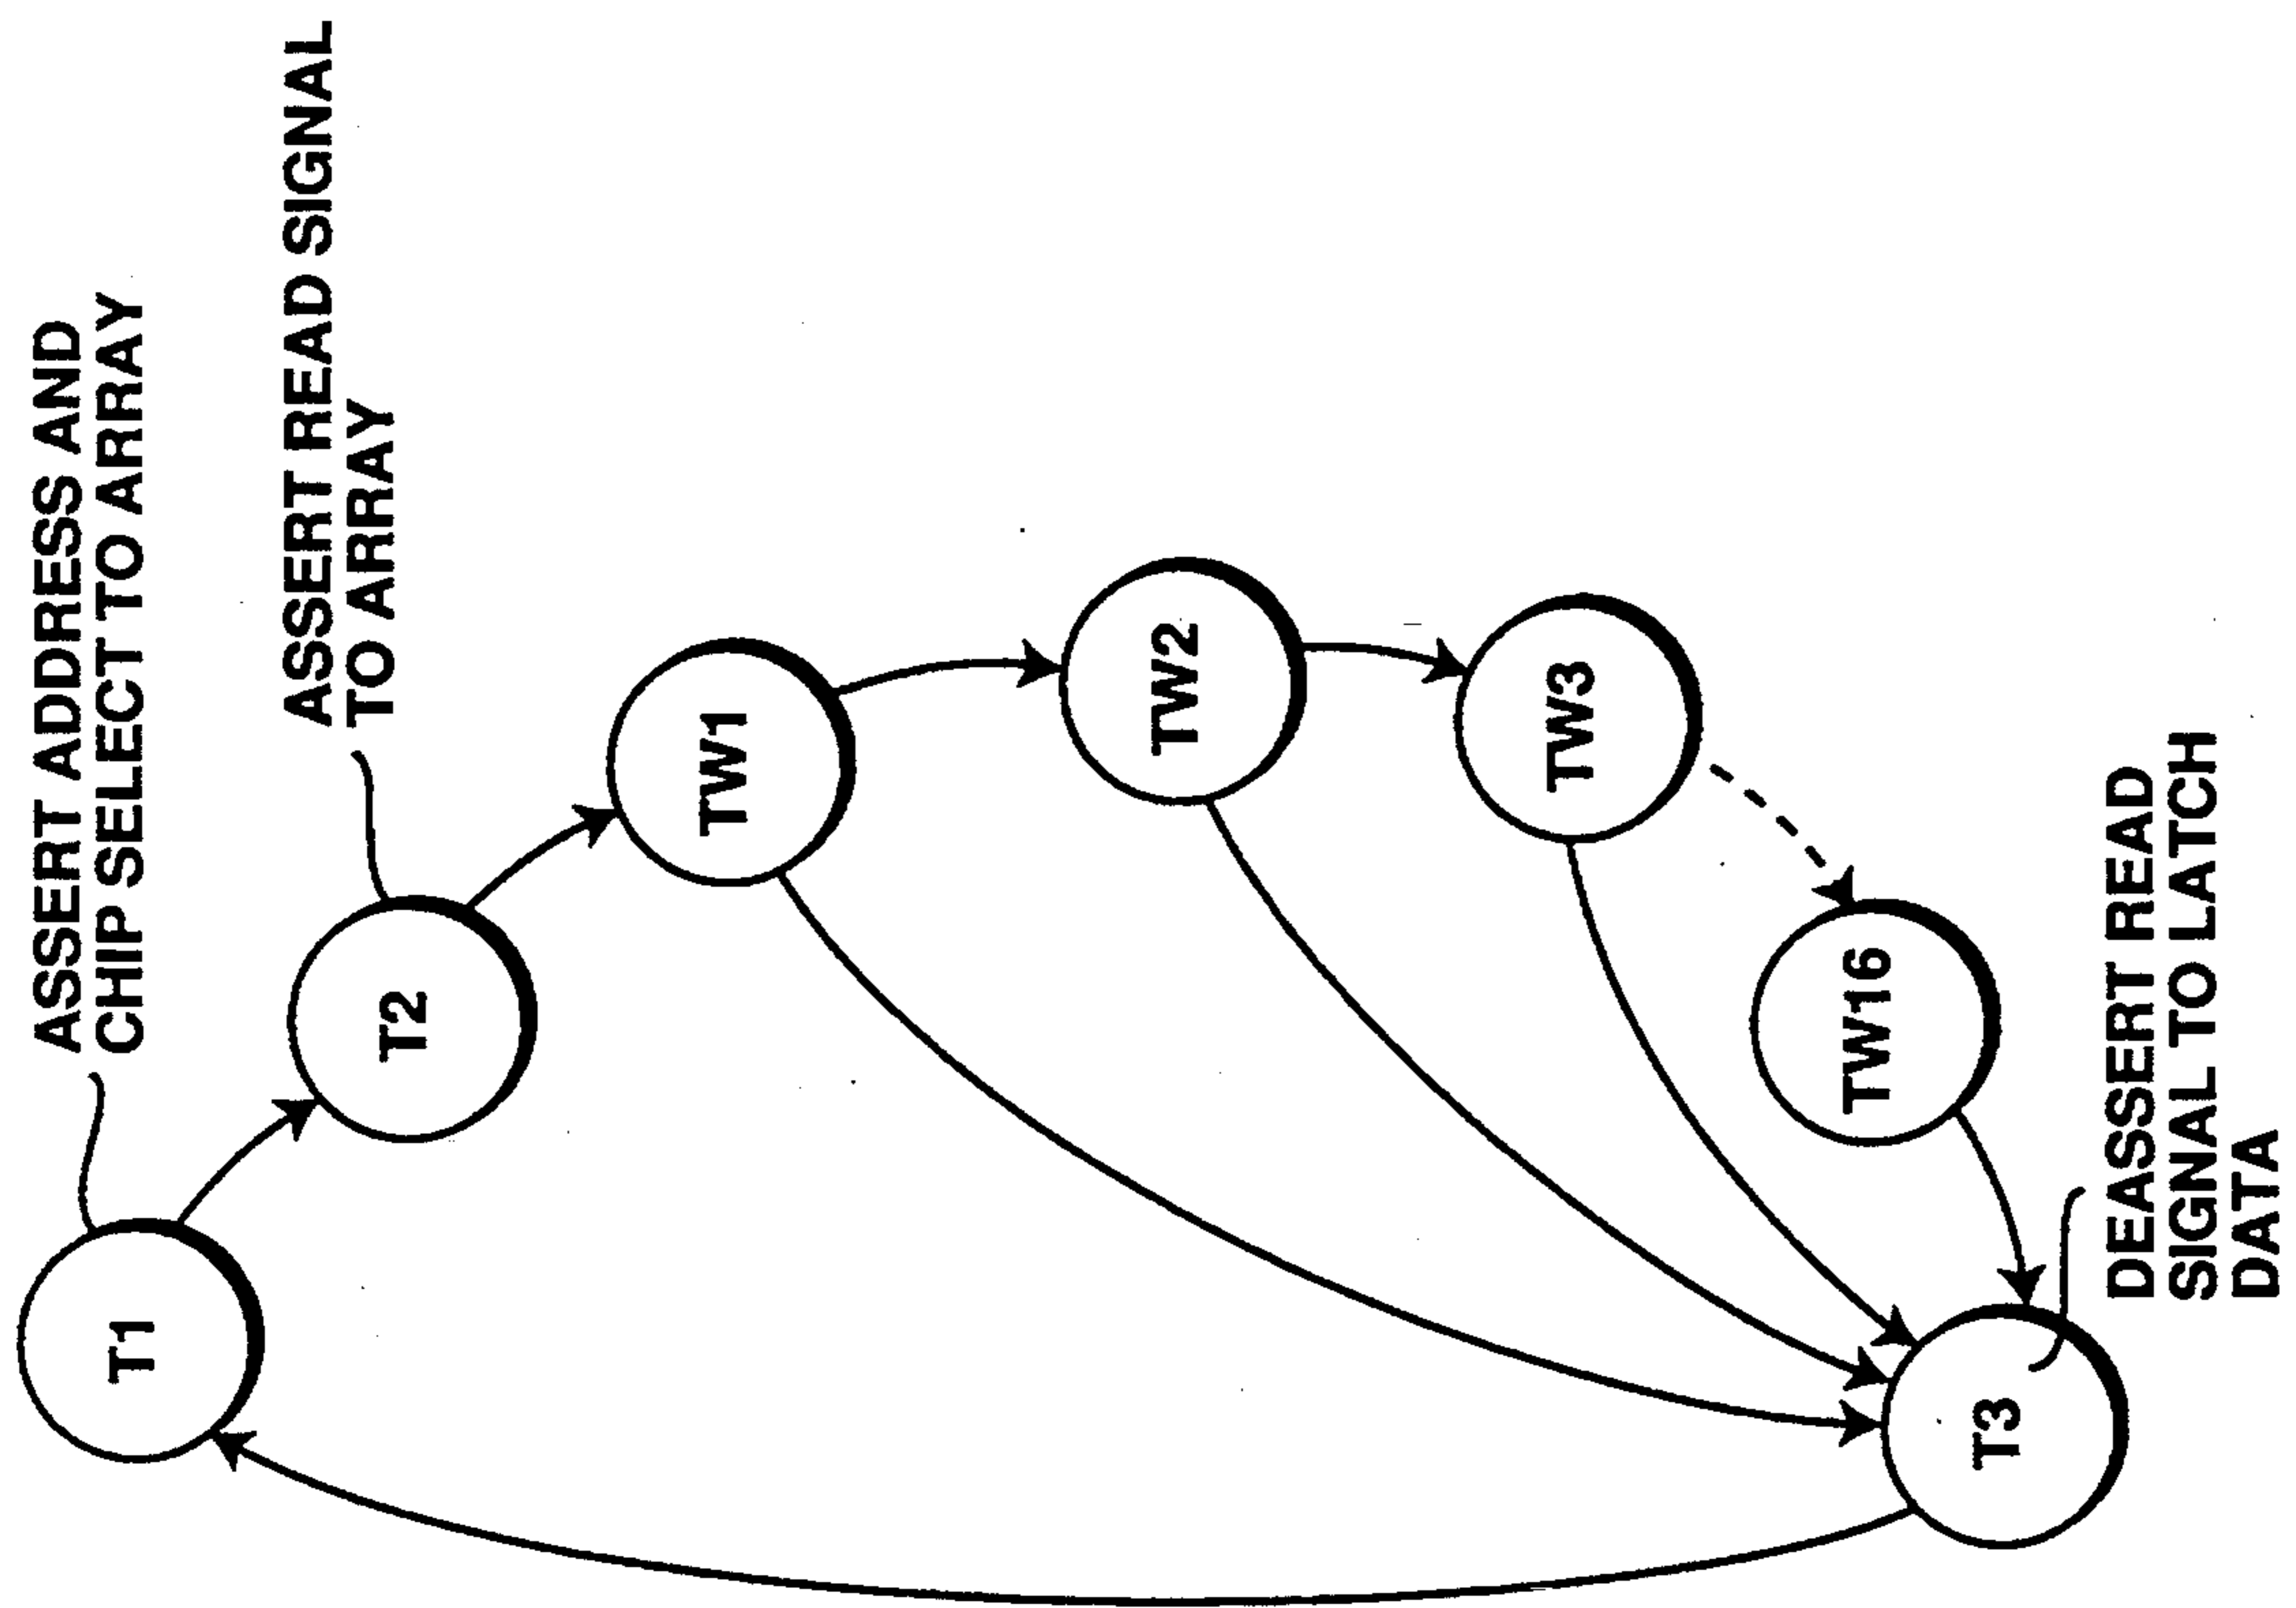 ASSERT ADDRESS AND
CHIP SELECT TO ARRAY
ASSERT READ SIGNAL
TO ARRAY
T1
T2
TW1
TW2
TW3
TW16
T3
DEASSERT READ
SIGNAL TO LATCH
DATA